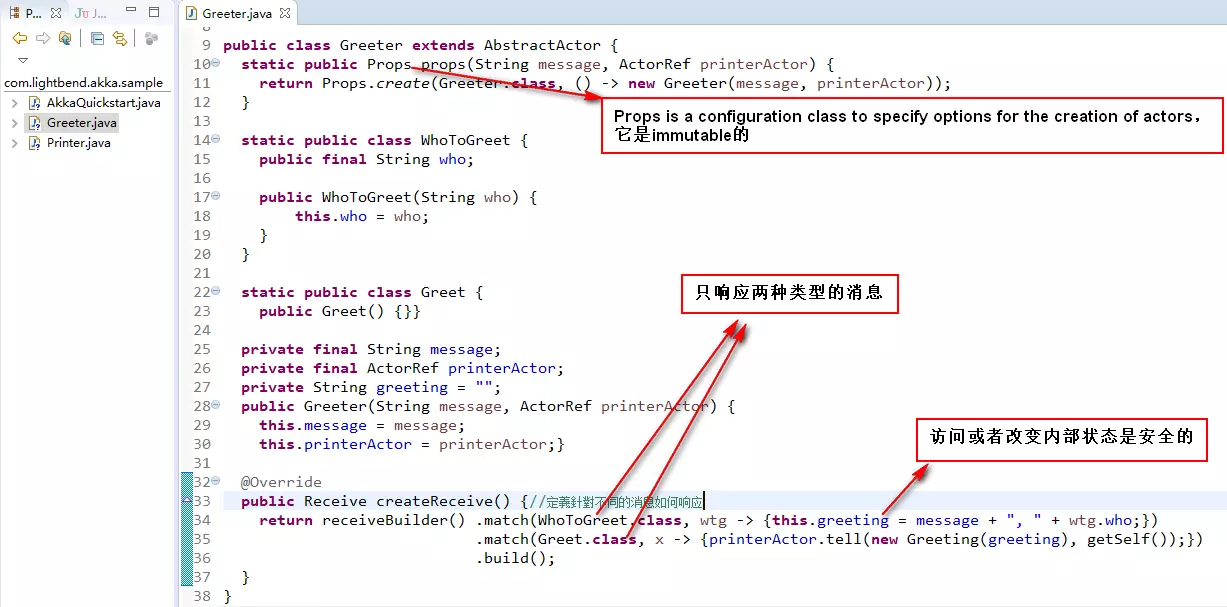 P...
Ju J...
Greeter.java
com.lightbend.akka.sample
AkkaQuickstart.java
Greeter.java
Printer.java
8
9 public class Greeter extends AbstractActor {
10 static public Props props(String message, ActorRef printerActor) {
11 return Props.create(Greeter.class, () -> new Greeter(message, printerActor));
12 }
Props is a configuration class to specify options for the creation of actors，
它是immutable的
13
14 static public class WhoToGreet {
15 public final String who;
16
17 public WhoToGreet(String who) {
18 this.who = who;
19 }
20 }
21
22 static public class Greet {
只响应两种类型的消息
23 public Greet() {}}
24
25 private final String message;
26 private final ActorRef printerActor;
27 private String greeting = "";
28 public Greeter(String message, ActorRef printerActor) {
29 this.message = message;
访问或者改变内部状态是安全的
30 this.printerActor = printerActor;}
31
32 @Override
33 public Receive createReceive() {//定義針對不同的消息如何响应
34 return receiveBuilder() .match(WhoToGreet.class, wtg -> {this.greeting = message + ", " + wtg.who;})
35 .match(Greet.class, x -> {printerActor.tell(new Greeting(greeting), getSelf());})
36 .build();
37 }
38 }